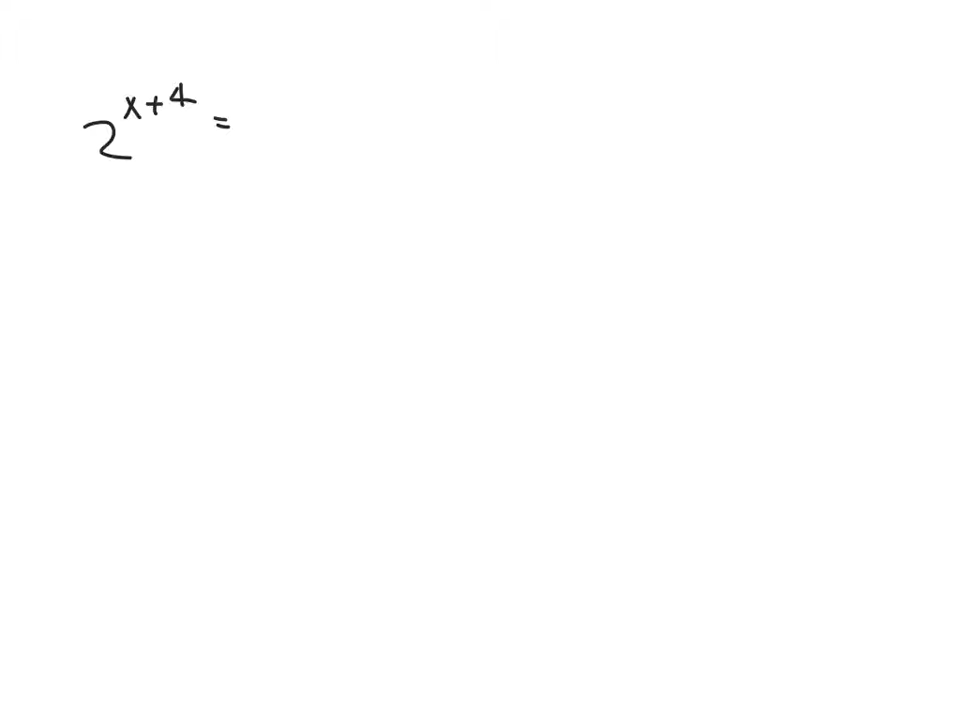 2^{x+4} =